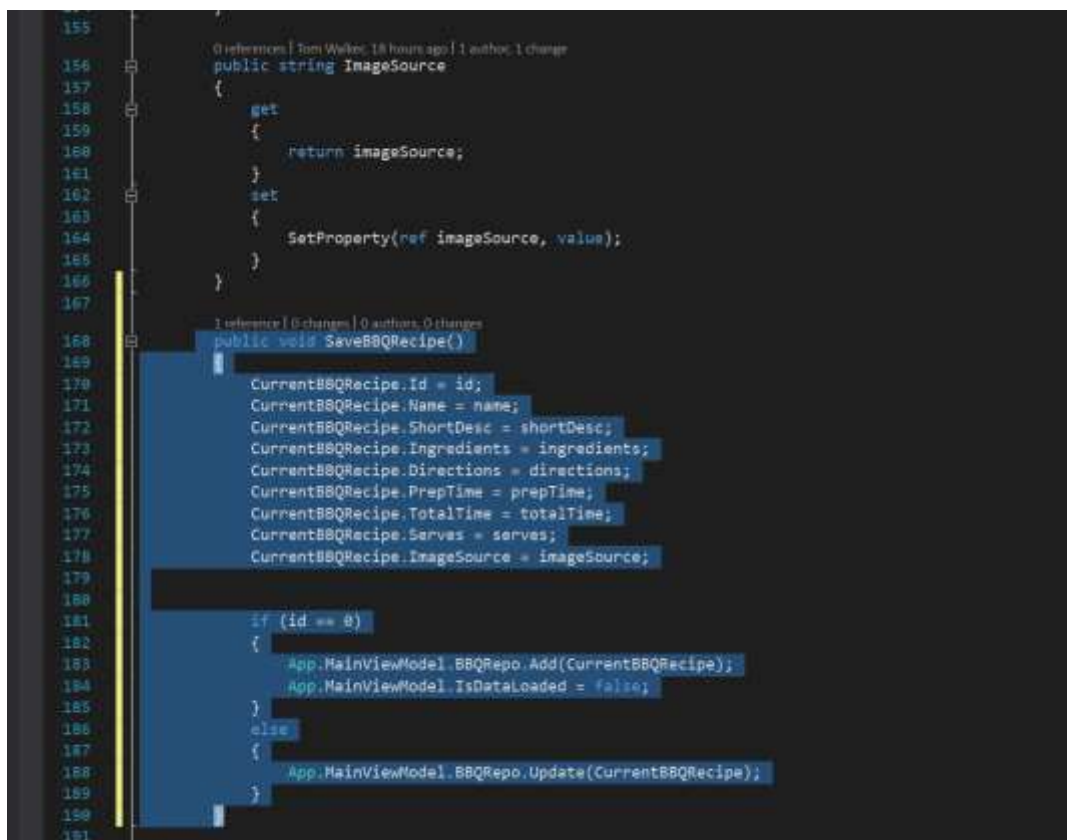 155
0 references | Tom Walker, 18 hours ago | 1 author, 1 change
156 public string ImageSource
157 {
158 get
159 {
160 return imageSource;
161 }
162 set
163 {
164 SetProperty(ref imageSource, value);
165 }
166 }
167
1 reference | 0 changes | 0 authors, 0 changes
168 public void SaveBBQRecipe()
169 {
170 CurrentBBQRecipe.Id = id;
171 CurrentBBQRecipe.Name = name;
172 CurrentBBQRecipe.ShortDesc = shortDesc;
173 CurrentBBQRecipe.Ingredients = ingredients;
174 CurrentBBQRecipe.Directions = directions;
175 CurrentBBQRecipe.PrepTime = prepTime;
176 CurrentBBQRecipe.TotalTime = totalTime;
177 CurrentBBQRecipe.Serves = serves;
178 CurrentBBQRecipe.ImageSource = imageSource;
179
180
181 if (id == 0)
182 {
183 App.MainViewModel.BBQRepo.Add(CurrentBBQRecipe);
184 App.MainViewModel.IsDataLoaded = false;
185 }
186 else
187 {
188 App.MainViewModel.BBQRepo.Update(CurrentBBQRecipe);
189 }
190 }
191